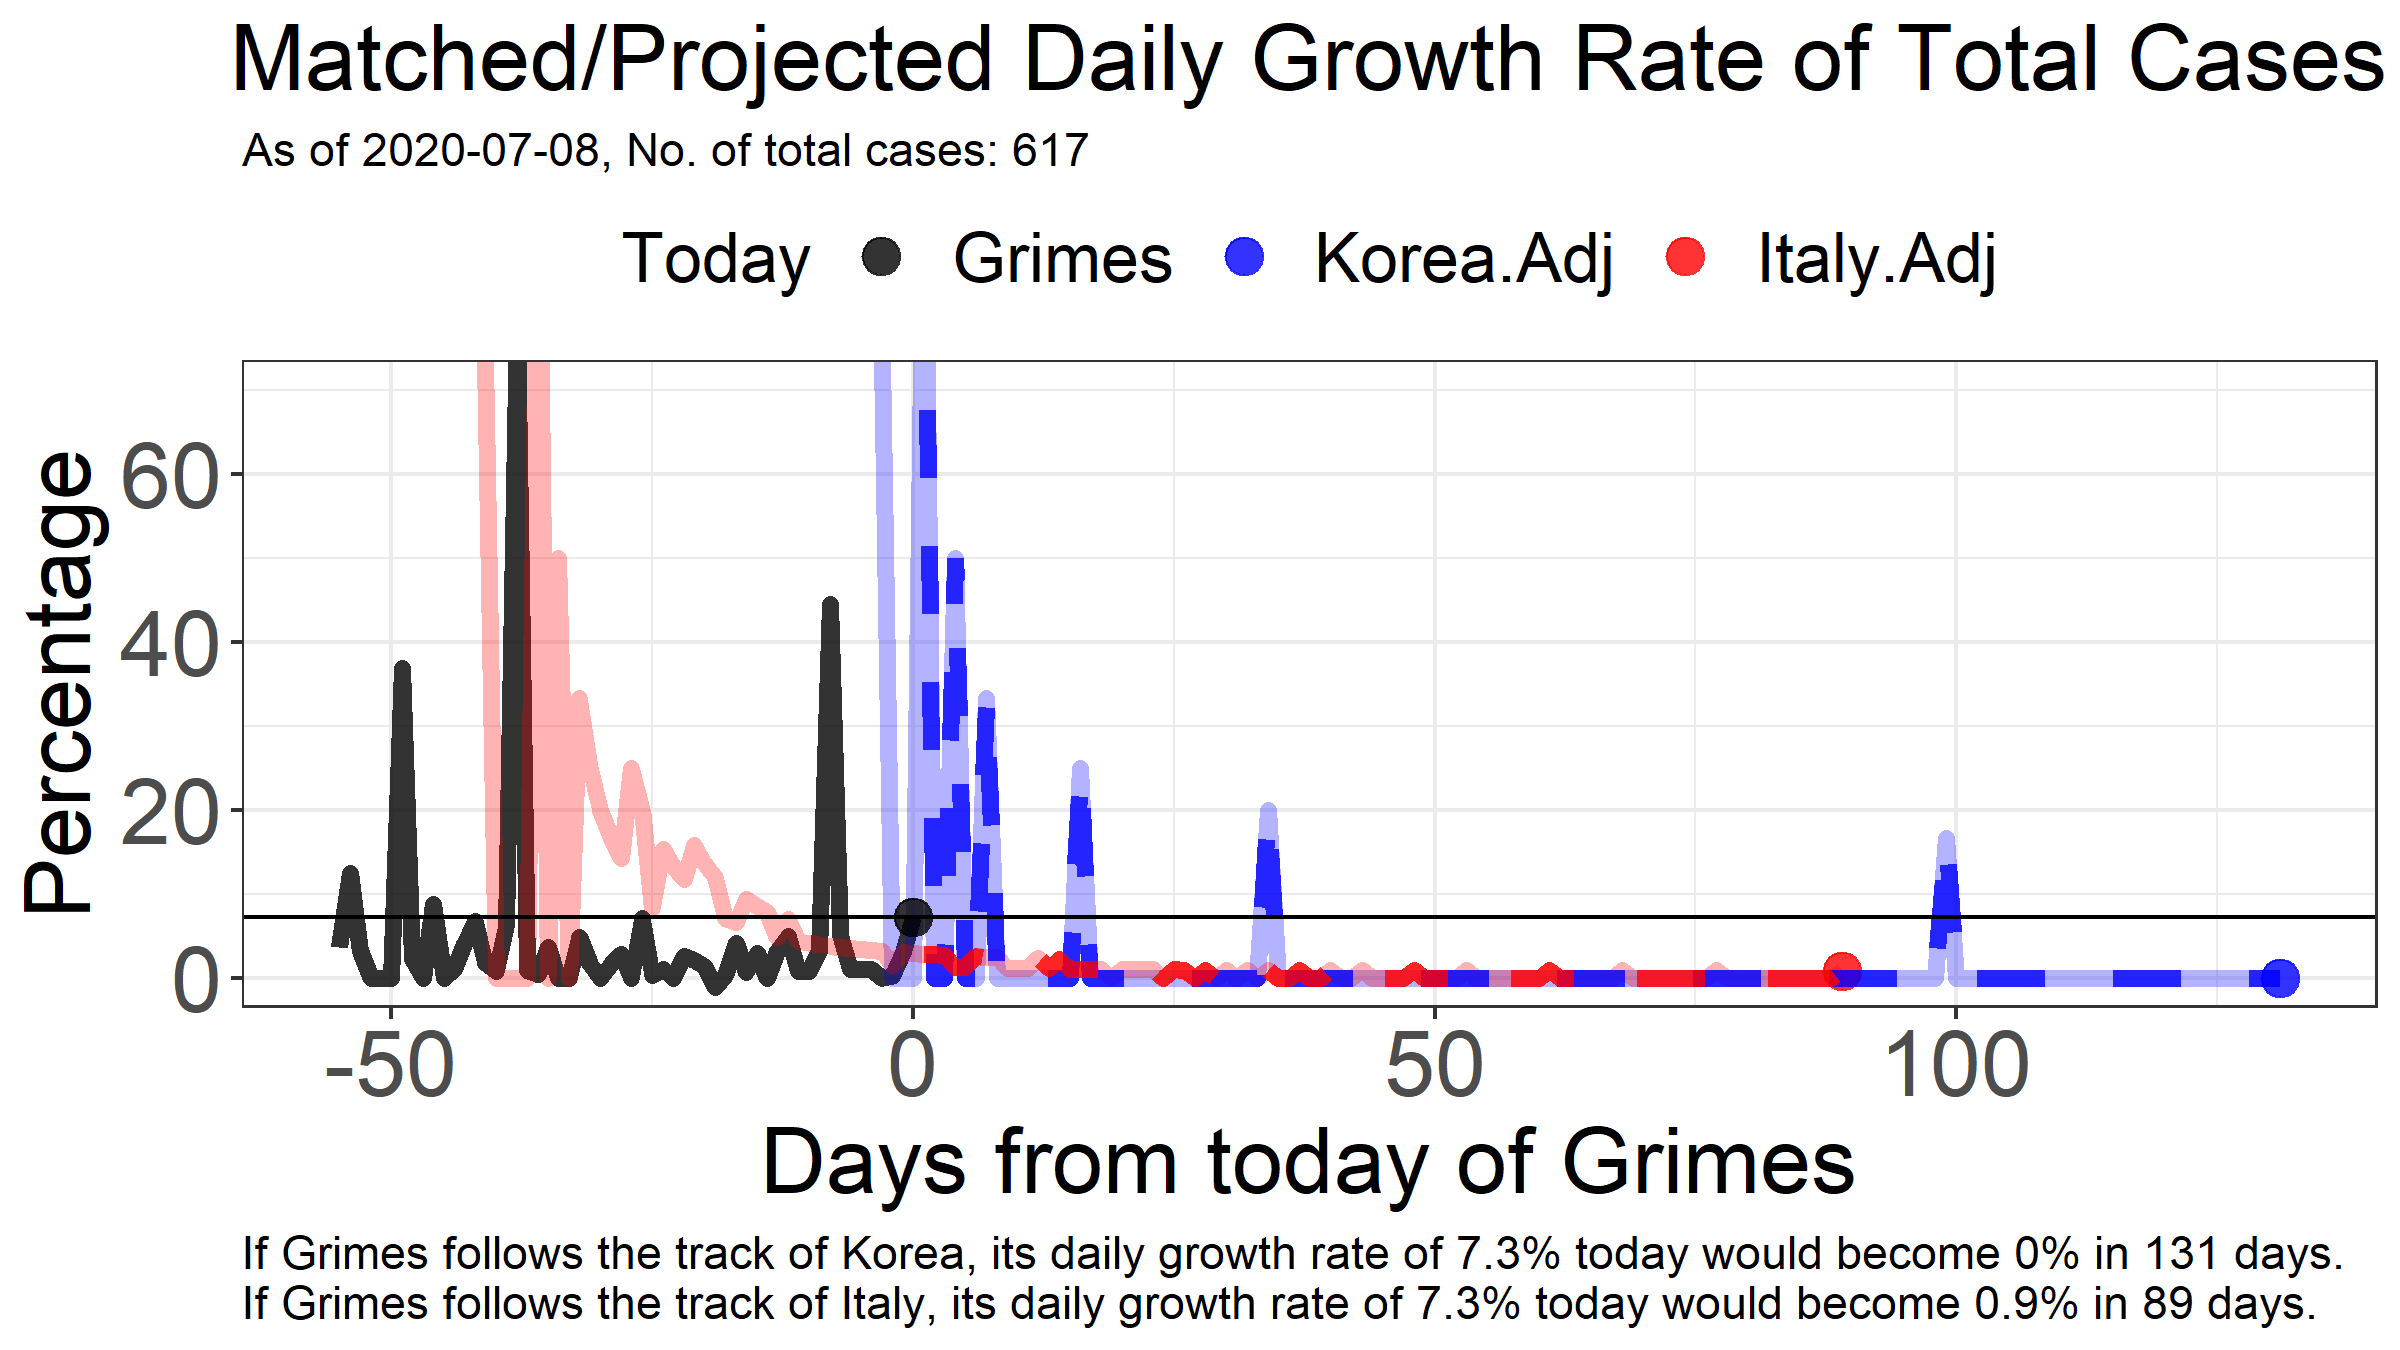 Matched/Projected Daily Growth Rate of Total Cases
As of 2020-07-08, No. of total cases: 617
Today Grimes Korea.Adj Italy.Adj
Percentage
60
40
20
0
-50 0 50 100
Days from today of Grimes
If Grimes follows the track of Korea, its daily growth rate of 7.3% today would become 0% in 131 days.
If Grimes follows the track of Italy, its daily growth rate of 7.3% today would become 0.9% in 89 days.